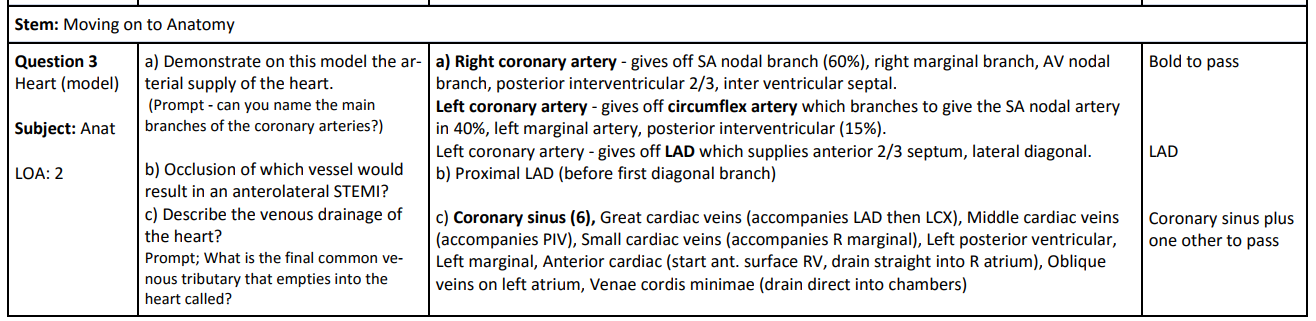 Stem: Moving on to Anatomy
Question 3
Heart (model)
Subject: Anat
LOA: 2
a) Demonstrate on this model the ar-
terial supply of the heart.
(Prompt - can you name the main
branches of the coronary arteries?)
b) Occlusion of which vessel would
result in an anterolateral STEMI?
c) Describe the venous drainage of
the heart?
Prompt; What is the final common ve-
nous tributary that empties into the
heart called?
a) Right coronary artery - gives off SA nodal branch (60%), right marginal branch, AV nodal
branch, posterior interventricular 2/3, inter ventricular septal.
Left coronary artery - gives off circumflex artery which branches to give the SA nodal artery
in 40%, left marginal artery, posterior interventricular (15%).
Left coronary artery - gives off LAD which supplies anterior 2/3 septum, lateral diagonal.
b) Proximal LAD (before first diagonal branch)
c) Coronary sinus (6), Great cardiac veins (accompanies LAD then LCX), Middle cardiac veins
(accompanies PIV), Small cardiac veins (accompanies R marginal), Left posterior ventricular,
Left marginal, Anterior cardiac (start ant. surface RV, drain straight into R atrium), Oblique
veins on left atrium, Venae cordis minimae (drain direct into chambers)
Bold to pass
LAD
Coronary sinus plus
one other to pass